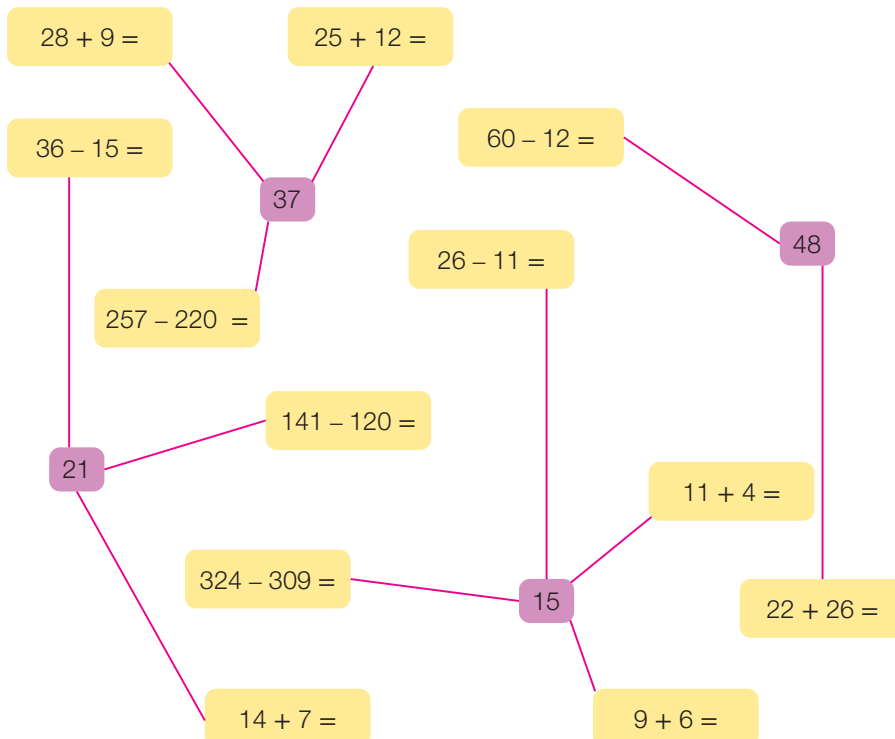 28 + 9 =
25 + 12 =
36 – 15 =
60 – 12 =
37
48
26 – 11 =
257 – 220 =
141 – 120 =
21
11 + 4 =
324 – 309 =
15
22 + 26 =
14 + 7 =
9 + 6 =